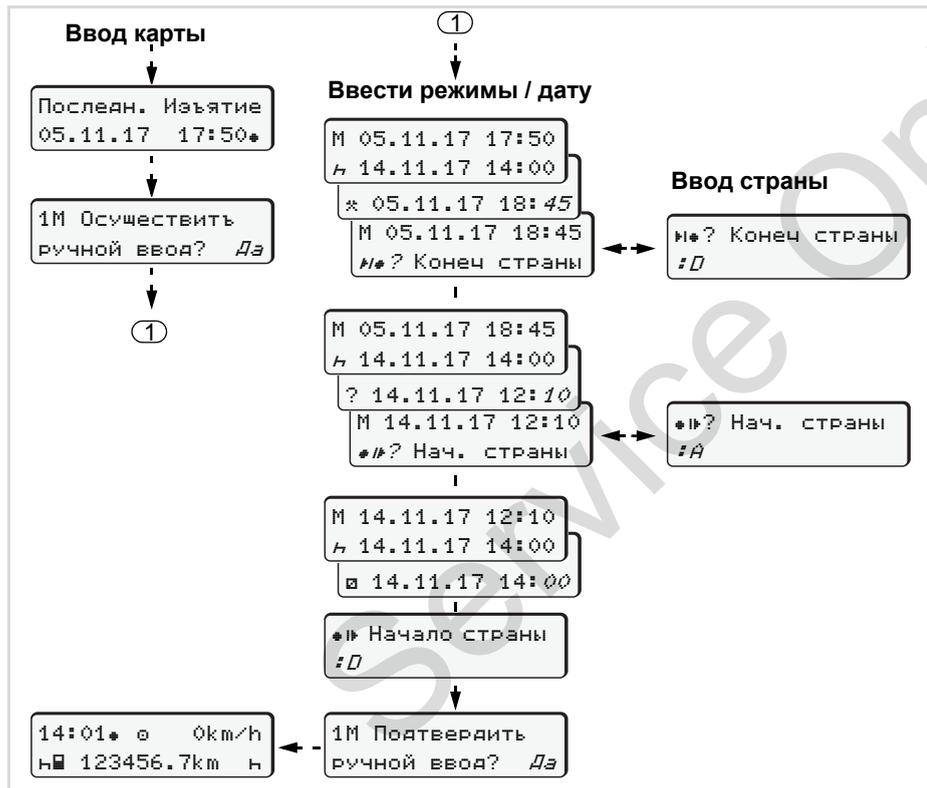 Ввод карты
Последн. Изъятие
05.11.17 17:50
1M Осуществить
ручной ввод? Да
1
1
Ввести режимы / дату
M 05.11.17 17:50
14.11.17 14:00
05.11.17 18:45
M 05.11.17 18:45
? Конец страны
Ввод страны
? Конец страны
:D
M 05.11.17 18:45
14.11.17 14:00
? 14.11.17 12:10
M 14.11.17 12:10
? Нач. страны
? Нач. страны
:A
M 14.11.17 12:10
14.11.17 14:00
14.11.17 14:00
Начало страны
:D
1M Подтвердить
ручной ввод? Да
14:01 0km/h
123456.7km
Service